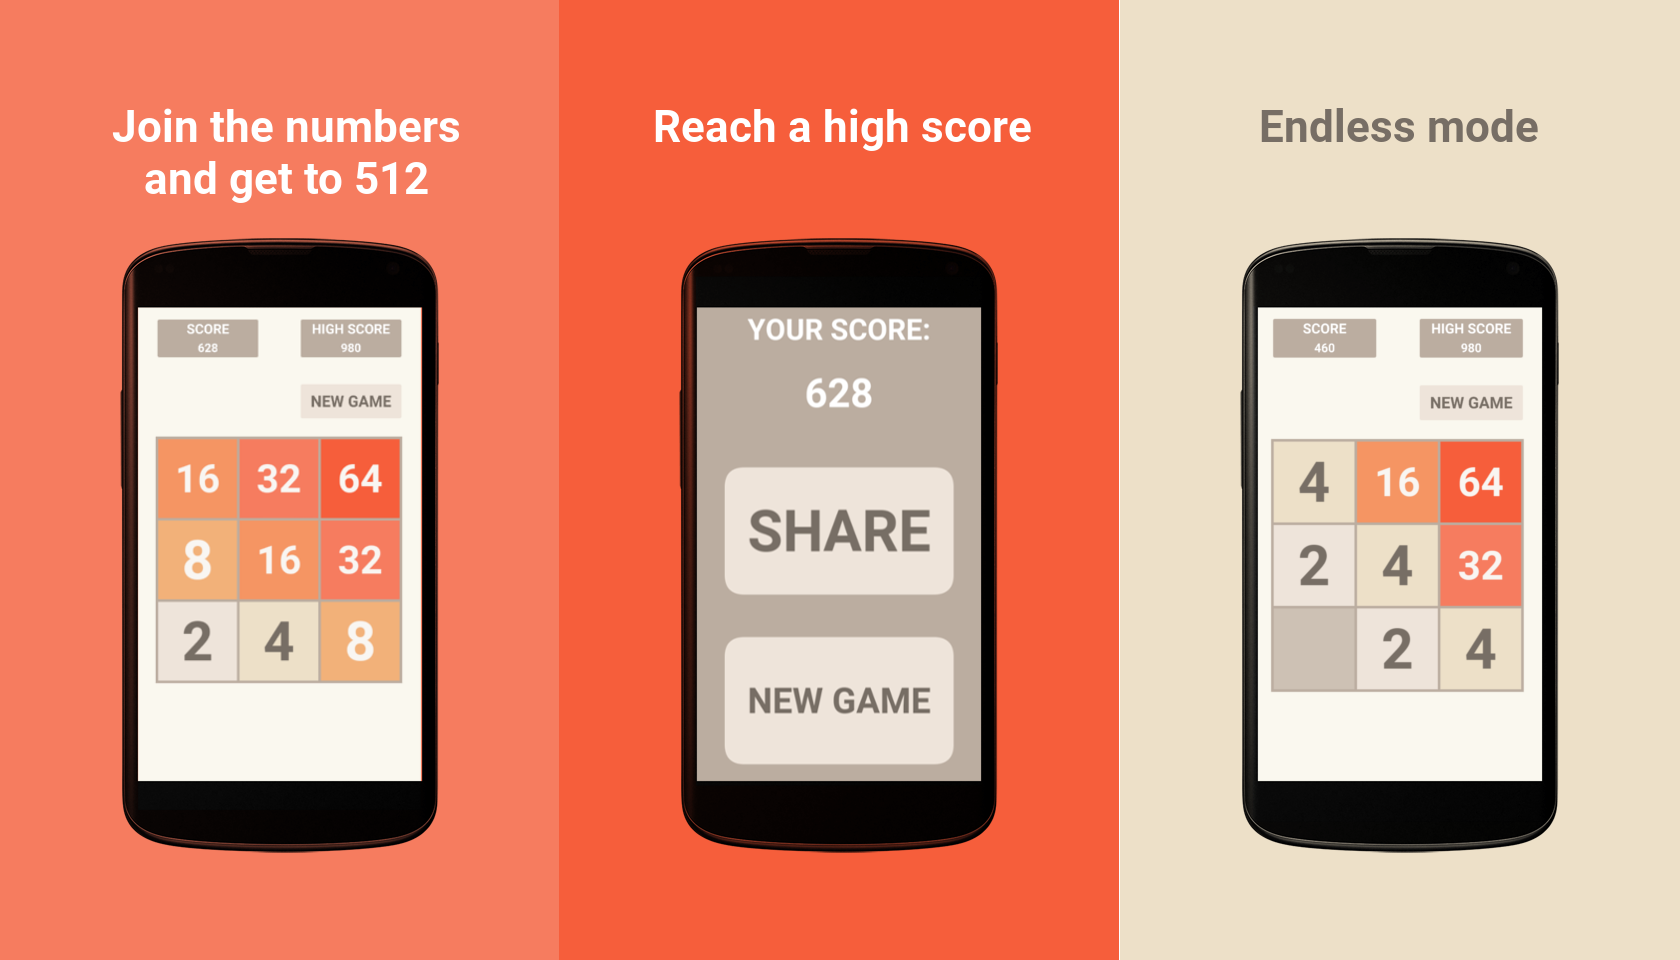 Join the numbers
and get to 512
SCORE
628
HIGH SCORE
980
NEW GAME
16 32 64
8 16 32
2 4 8
Reach a high score
YOUR SCORE:
628
SHARE
NEW GAME
Endless mode
SCORE
460
HIGH SCORE
980
NEW GAME
4 16 64
2 4 32
2 4